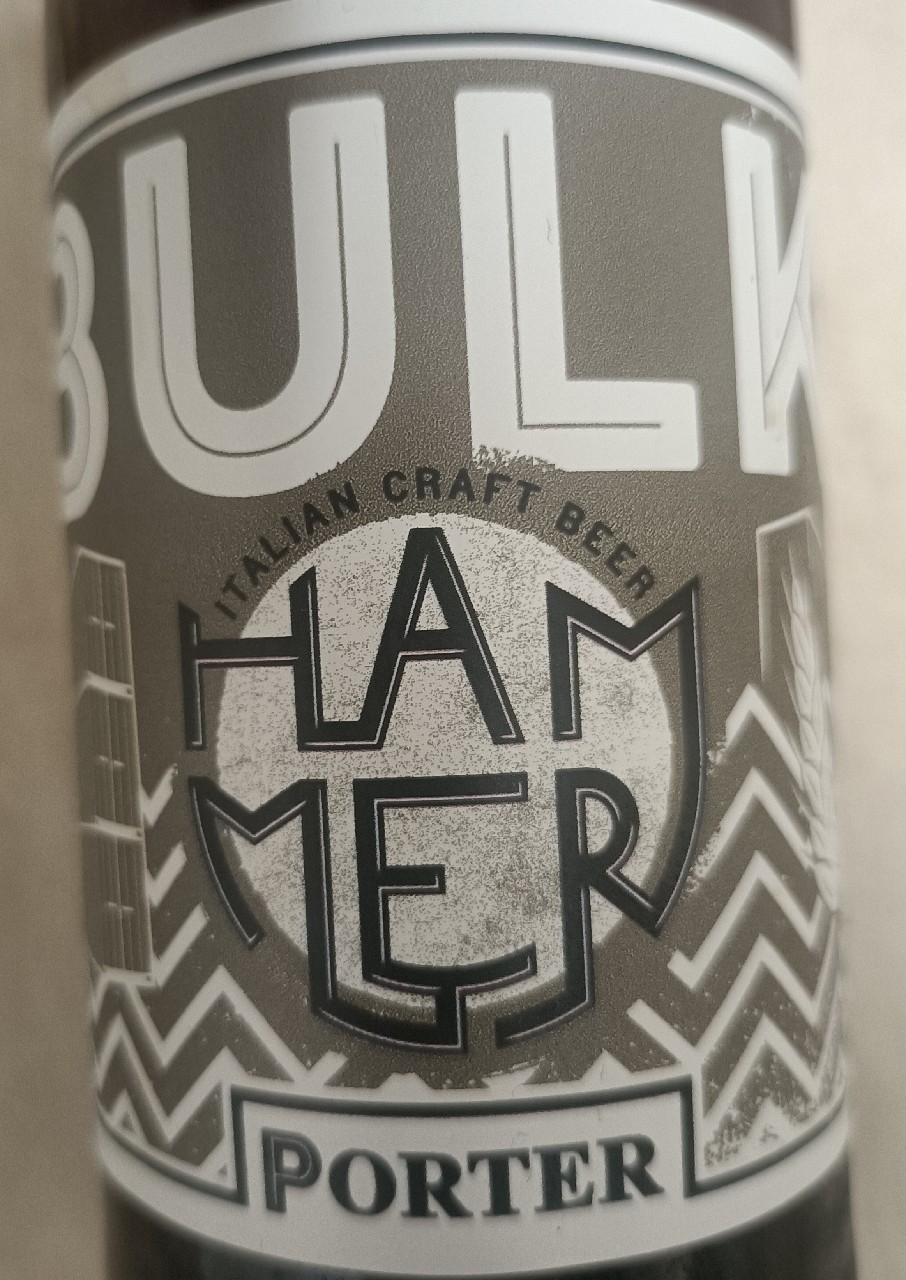 BULK
ITALIAN CRAFT BEER
HAM
MER
PORTER